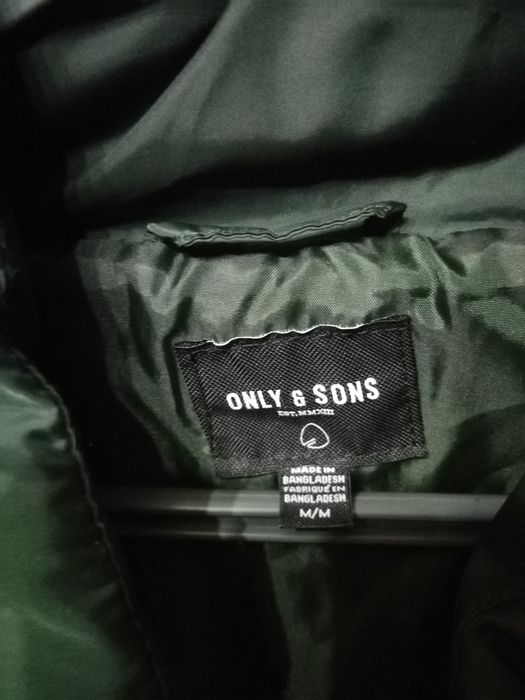 ONLY & SONS
EST. MMXIII
MADE IN
BANGLADESH
FABRIQUÉ EN
BANGLADESH
M/M